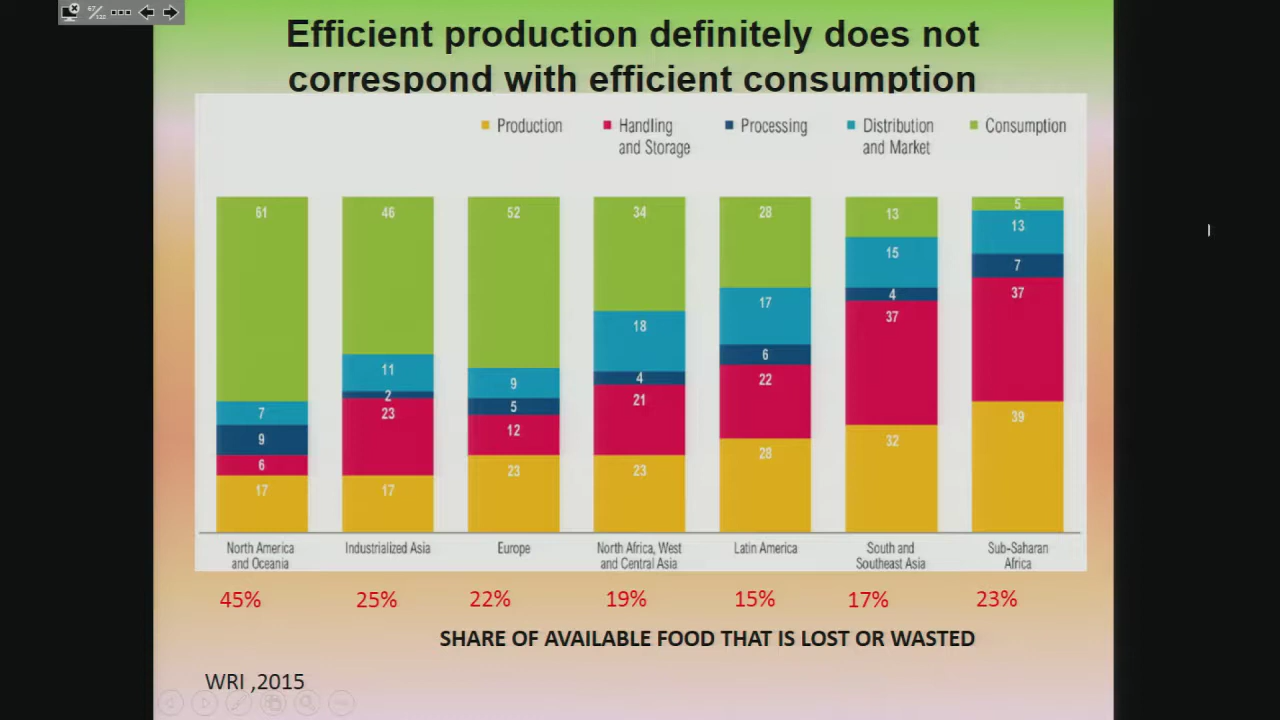 67/132
Efficient production definitely does not
correspond with efficient consumption
Production
Handling
and Storage
Processing
Distribution
and Market
Consumption
61
7
9
6
17
46
11
2
23
17
52
9
5
12
23
34
18
4
21
23
28
17
6
22
28
13
15
4
37
32
5
13
7
37
39
North America
and Oceania
Industrialized Asia
Europe
North Africa, West
and Central Asia
Latin America
South and
Southeast Asia
Sub-Saharan
Africa
45% 25% 22% 19% 15% 17% 23%
SHARE OF AVAILABLE FOOD THAT IS LOST OR WASTED
WRI ,2015